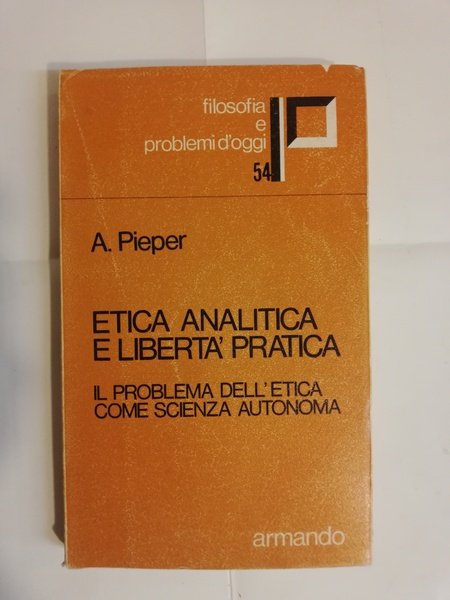 filosofia
e
problemi d'oggi
54
A. Pieper
ETICA ANALITICA
E LIBERTA' PRATICA
IL PROBLEMA DELL'ETICA
COME SCIENZA AUTONOMA
armando